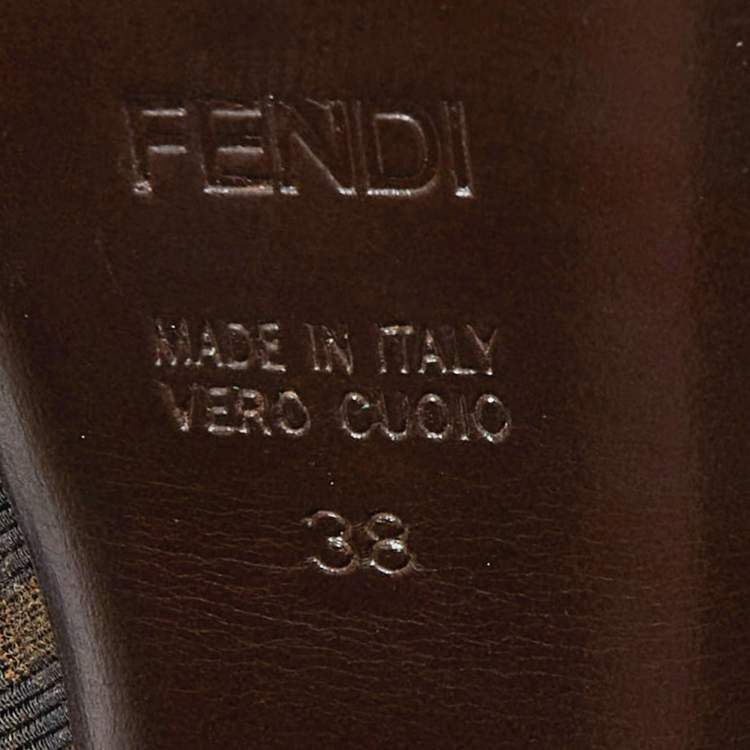 FENDI
MADE IN ITALY
VERO CUOIO
38